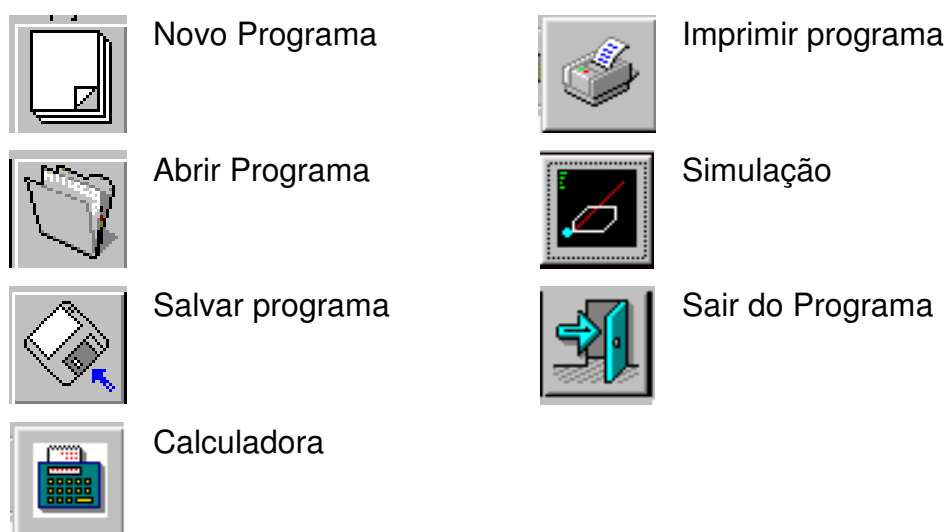 Novo Programa
Imprimir programa
Abrir Programa
Simulação
Salvar programa
Sair do Programa
Calculadora